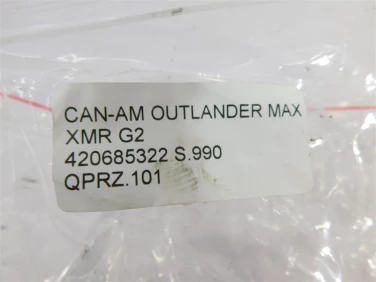 CAN-AM OUTLANDER MAX
XMR G2
420685322 S.990
QPRZ.101